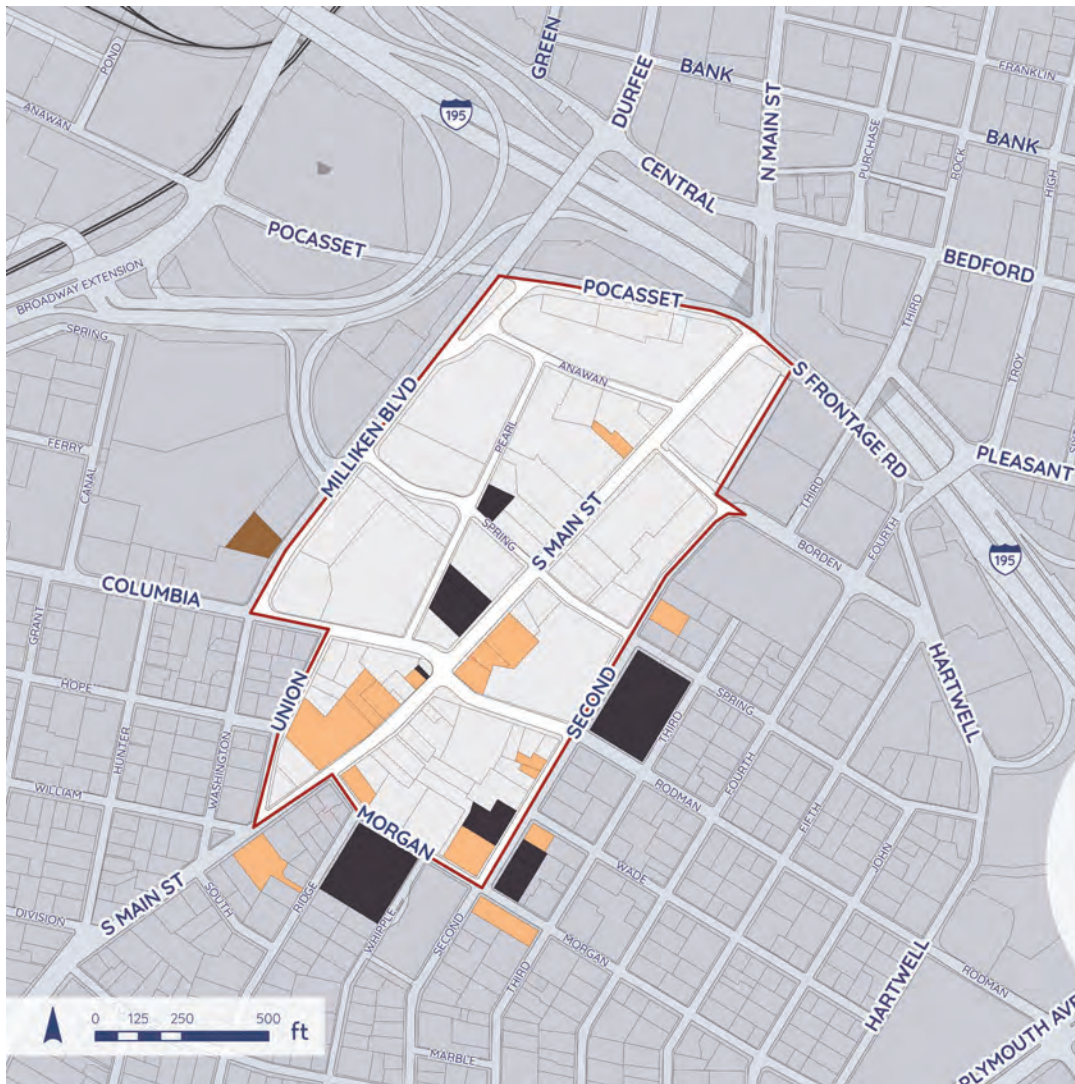 POND
ANAWAN
GREEN
DURFEE
BANK
N MAIN ST
FRANKLIN
195
BANK
PURCHASE
ROCK
HIGH
CENTRAL
POCASSET
BEDFORD
BROADWAY EXTENSION
POCASSET
THIRD
SPRING
TROY
ANAWAN
S FRONTAGE RD
MILLIKEN BLVD
PEARL
FERRY
CANAL
PLEASANT
THIRD
S MAIN ST
SPRING
BORDEN
FOURTH
195
COLUMBIA
GRANT
HARTWELL
UNION
SECOND
HOPE
SPRING
THIRD
HUNTER
WASHINGTON
FOURTH
RODMAN
WILLIAM
FIFTH
MORGAN
WADE
JOHN
S MAIN ST
SOUTH
RIDGE
WHIPPLE
SECOND
DIVISION
MORGAN
THIRD
HARTWELL
RODMAN
0 125 250 500 ft
MARBLE
PLYMOUTH AVE